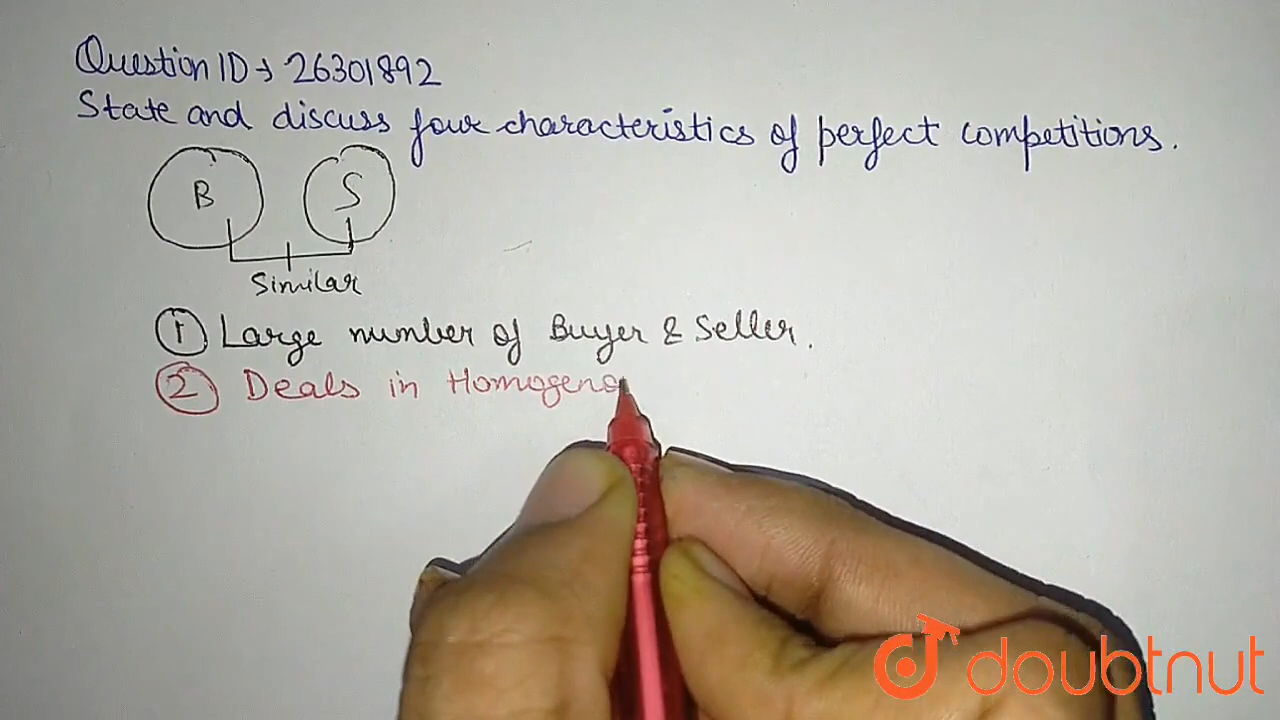 Question ID → 26301892
State and discuss four characteristics of perfect competitions.
B S
Similar
1 Large number of Buyer & Seller.
2 Deals in Homogeno
doubtnut